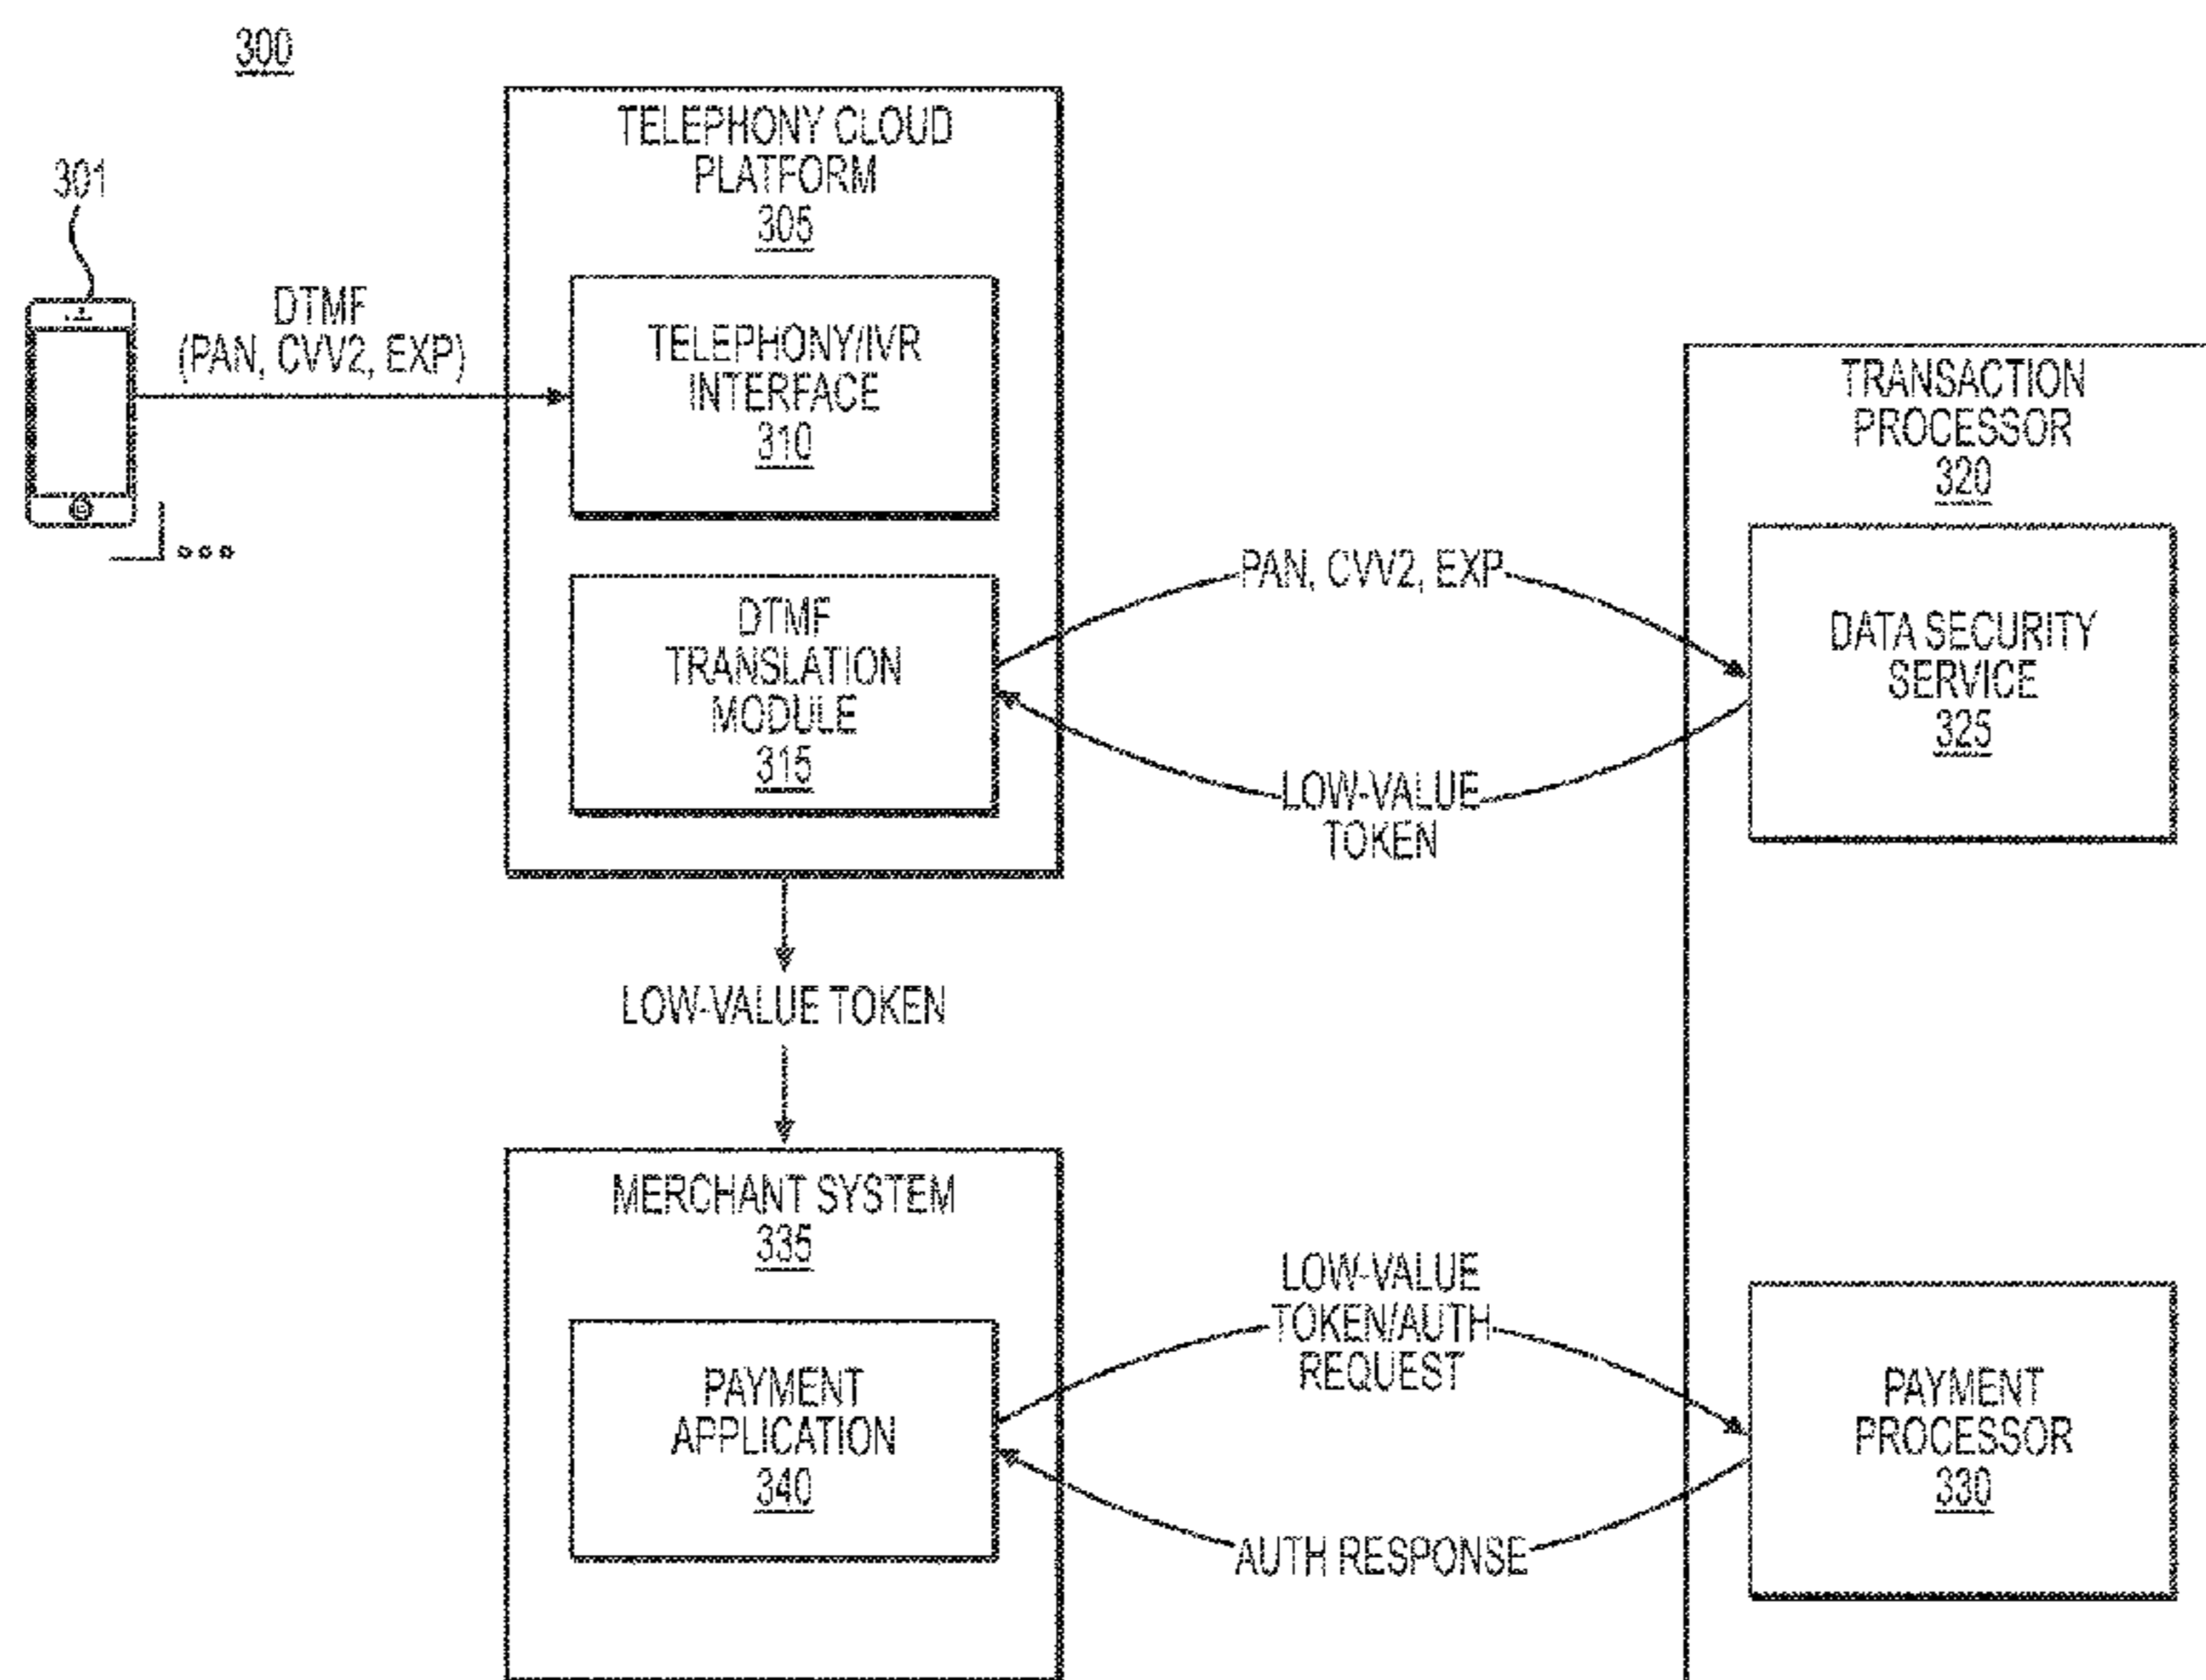 300
301
DTMF
(PAN, CVV2, EXP)
TELEPHONY CLOUD
PLATFORM
305
TELEPHONY/IVR
INTERFACE
310
DTMF
TRANSLATION
MODULE
315
PAN, CVV2, EXP
LOW-VALUE
TOKEN
TRANSACTION
PROCESSOR
320
DATA SECURITY
SERVICE
325
LOW-VALUE TOKEN
MERCHANT SYSTEM
335
PAYMENT
APPLICATION
340
LOW-VALUE
TOKEN/AUTH
REQUEST
AUTH RESPONSE
PAYMENT
PROCESSOR
330